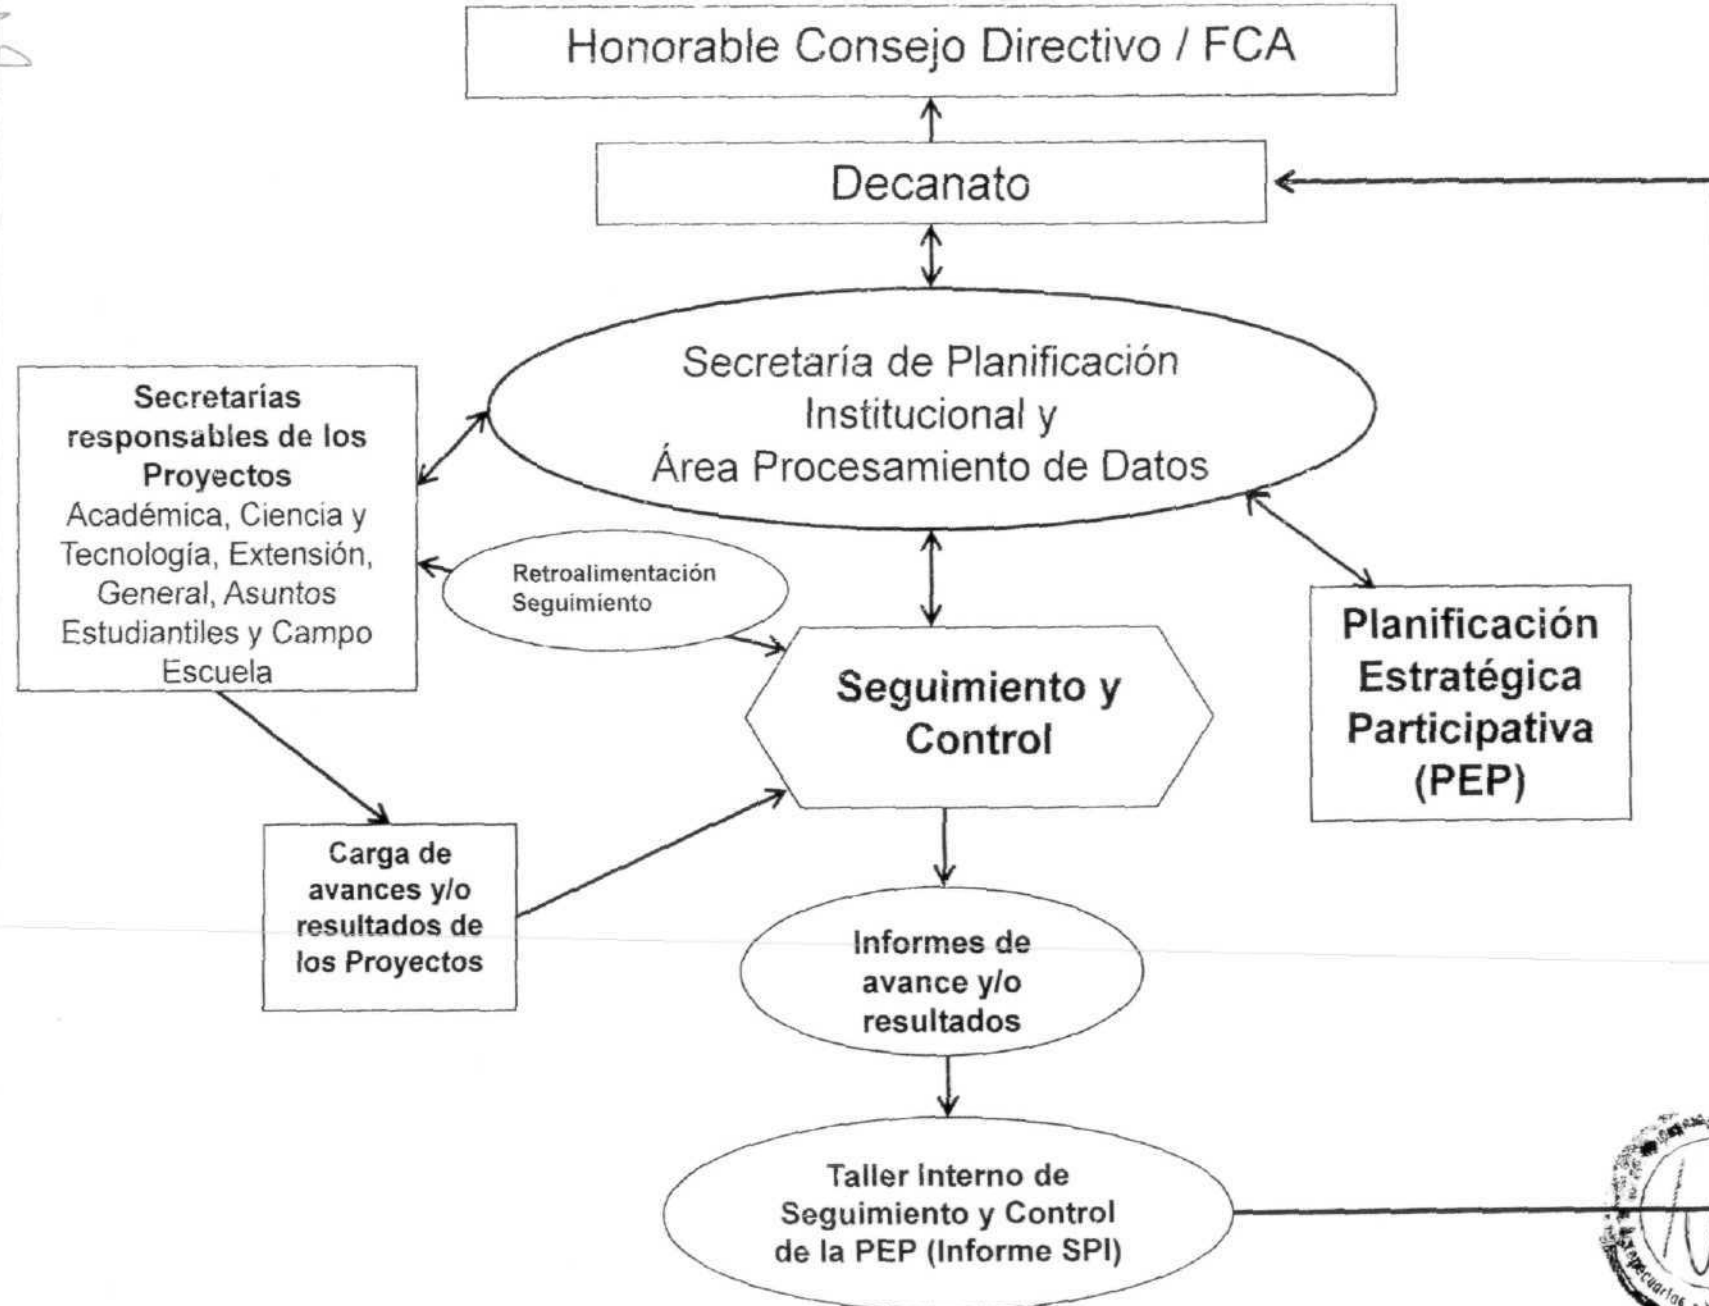 Honorable Consejo Directivo / FCA
Decanato
Secretaría de Planificación
Institucional y
Área Procesamiento de Datos
Secretarías
responsables de los
Proyectos
Académica, Ciencia y
Tecnología, Extensión,
General, Asuntos
Estudiantiles y Campo
Escuela
Retroalimentación
Seguimiento
Seguimiento y
Control
Planificación
Estratégica
Participativa
(PEP)
Carga de
avances y/o
resultados de
los Proyectos
Informes de
avance y/o
resultados
Taller Interno de
Seguimiento y Control
de la PEP (Informe SPI)